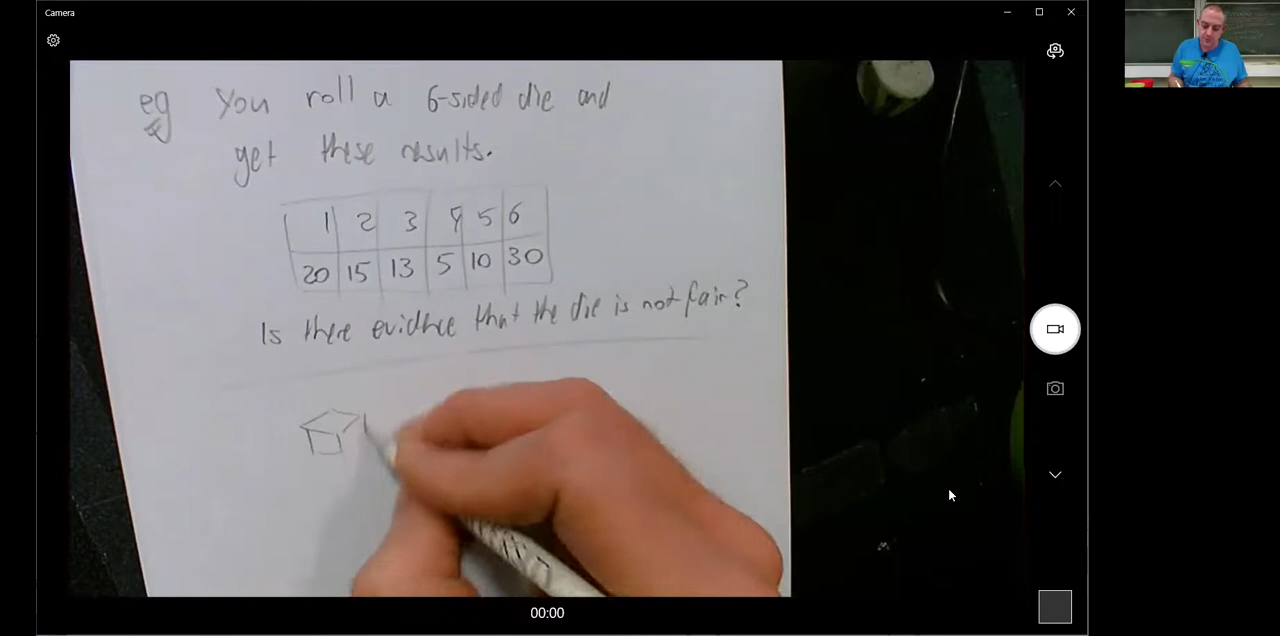 Camera
eg You roll a 6-sided die and
get these results.
1 2 3 4 5 6
20 15 13 5 10 30
Is there evidence that the die is not fair?
00:00